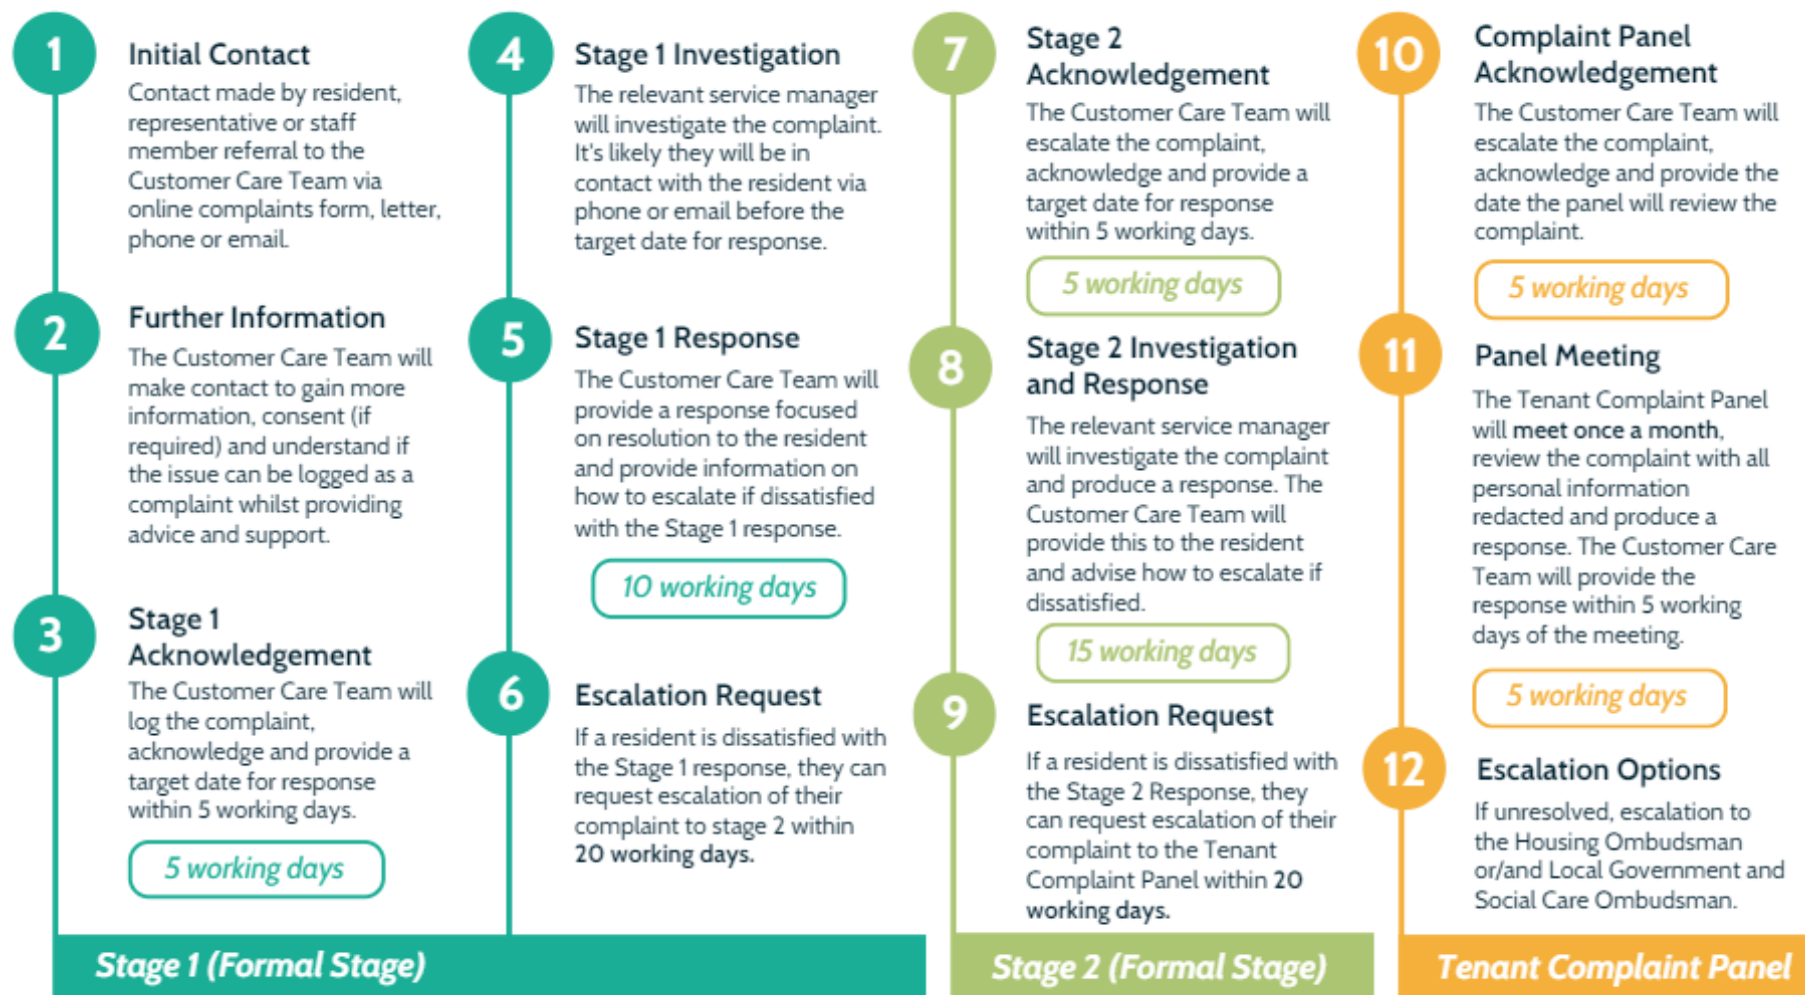 1
Initial Contact
Contact made by resident,
representative or staff
member referral to the
Customer Care Team via
online complaints form, letter,
phone or email.
2
Further Information
The Customer Care Team will
make contact to gain more
information, consent (if
required) and understand if
the issue can be logged as a
complaint whilst providing
advice and support.
3
Stage 1
Acknowledgement
The Customer Care Team will
log the complaint,
acknowledge and provide a
target date for response
within 5 working days.
5 working days
4
Stage 1 Investigation
The relevant service manager
will investigate the complaint.
It's likely they will be in
contact with the resident via
phone or email before the
target date for response.
5
Stage 1 Response
The Customer Care Team will
provide a response focused
on resolution to the resident
and provide information on
how to escalate if dissatisfied
with the Stage 1 response.
10 working days
6
Escalation Request
If a resident is dissatisfied with
the Stage 1 response, they can
request escalation of their
complaint to stage 2 within
20 working days.
Stage 1 (Formal Stage)
7
Stage 2
Acknowledgement
The Customer Care Team will
escalate the complaint,
acknowledge and provide a
target date for response
within 5 working days.
5 working days
8
Stage 2 Investigation
and Response
The relevant service manager
will investigate the complaint
and produce a response. The
Customer Care Team will
provide this to the resident
and advise how to escalate if
dissatisfied.
15 working days
9
Escalation Request
If a resident is dissatisfied with
the Stage 2 Response, they
can request escalation of their
complaint to the Tenant
Complaint Panel within 20
working days.
Stage 2 (Formal Stage)
10
Complaint Panel
Acknowledgement
The Customer Care Team will
escalate the complaint,
acknowledge and provide the
date the panel will review the
complaint.
5 working days
11
Panel Meeting
The Tenant Complaint Panel
will meet once a month,
review the complaint with all
personal information
redacted and produce a
response. The Customer Care
Team will provide the
response within 5 working
days of the meeting.
5 working days
12
Escalation Options
If unresolved, escalation to
the Housing Ombudsman
or/and Local Government and
Social Care Ombudsman.
Tenant Complaint Panel